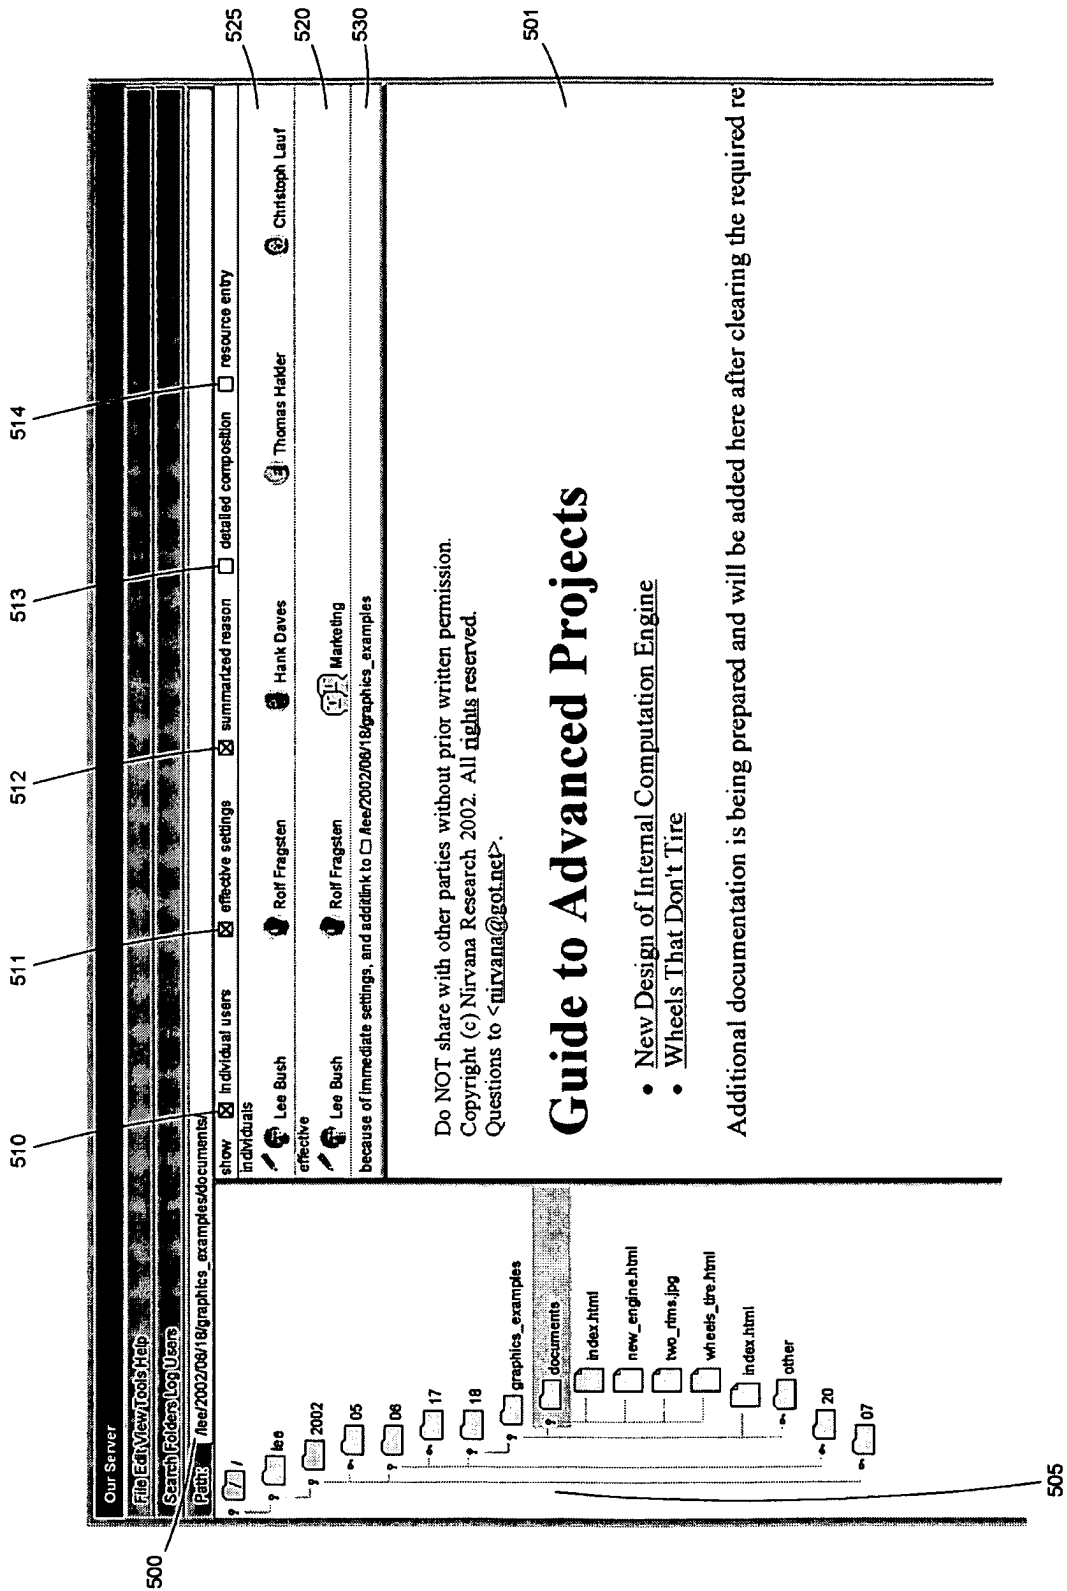 510
511
512
513
514
525
520
530
501
500
505
Our Server
File Edit View Tools Help
Search Folders Log Users
Path: /lee/2002/06/18/graphics_examples/documents/
show individual users effective settings summarized reason detailed composition resource entry
individuals
Lee Bush Rolf Fragsten Hank Daves Thomas Halder Christoph Lauf
effective
Lee Bush Rolf Fragsten Marketing
because of immediate settings, and additlink to /lee/2002/06/18/graphics_examples
/
lee
2002
05
06
17
18
graphics_examples
documents
index.html
new_engine.html
two_rims.jpg
wheels_tire.html
index.html
other
20
07
Do NOT share with other parties without prior written permission.
Copyright (c) Nirvana Research 2002. All rights reserved.
Questions to <nirvana@got.net>.
Guide to Advanced Projects
• New Design of Internal Computation Engine
• Wheels That Don't Tire
Additional documentation is being prepared and will be added here after clearing the required re